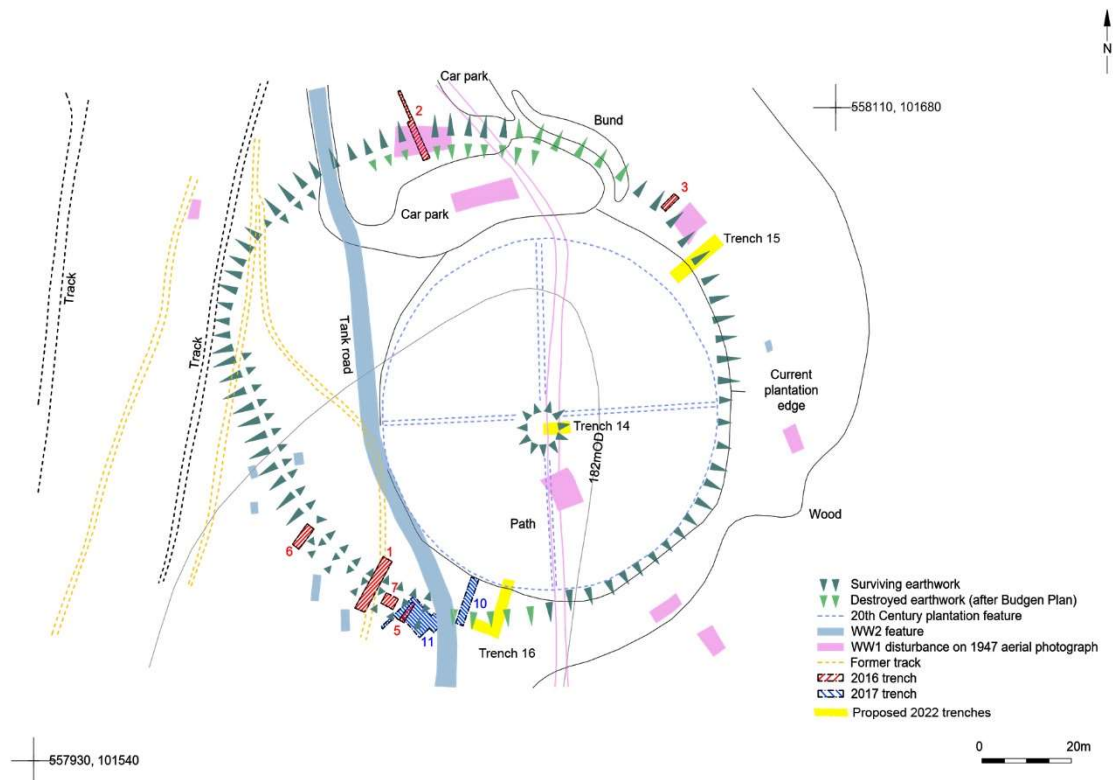 N
Car park
558110, 101680
2
Bund
3
Car park
Trench 15
Track
Track
Tank road
Current
plantation
edge
Trench 14
182mOD
Path
Wood
6
1
7
10
5
11
Trench 16
Surviving earthwork
Destroyed earthwork (after Budgen Plan)
20th Century plantation feature
WW2 feature
WW1 disturbance on 1947 aerial photograph
Former track
2016 trench
2017 trench
Proposed 2022 trenches
557930, 101540
0 20m